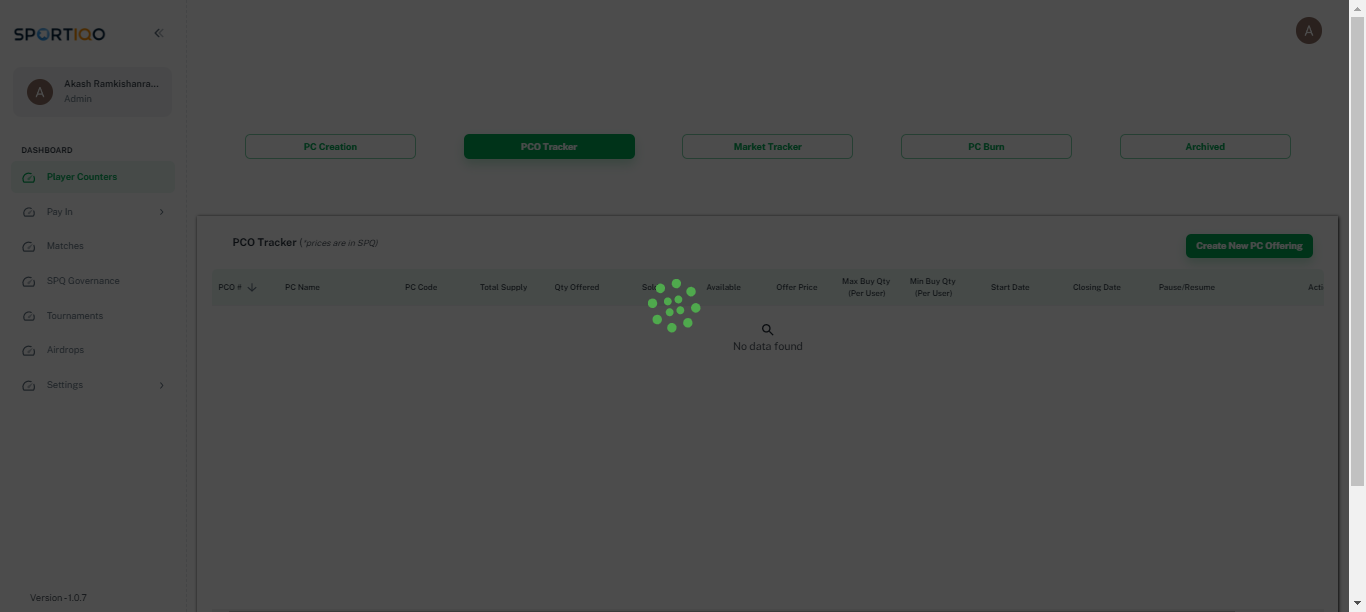 SPORTIQO
A
Akash Ramkishanra...
Admin
A
DASHBOARD
Player Counters
Pay In
Matches
SPQ Governance
Tournaments
Airdrops
Settings
Version - 1.0.7
PC Creation
PCO Tracker
Market Tracker
PC Burn
Archived
PCO Tracker (*prices are in SPQ)
Create New PC Offering
PCO #
PC Name
PC Code
Total Supply
Qty Offered
Available
Offer Price
Max Buy Qty
(Per User)
Min Buy Qty
(Per User)
Start Date
Closing Date
Pause/Resume
Acti
No data found